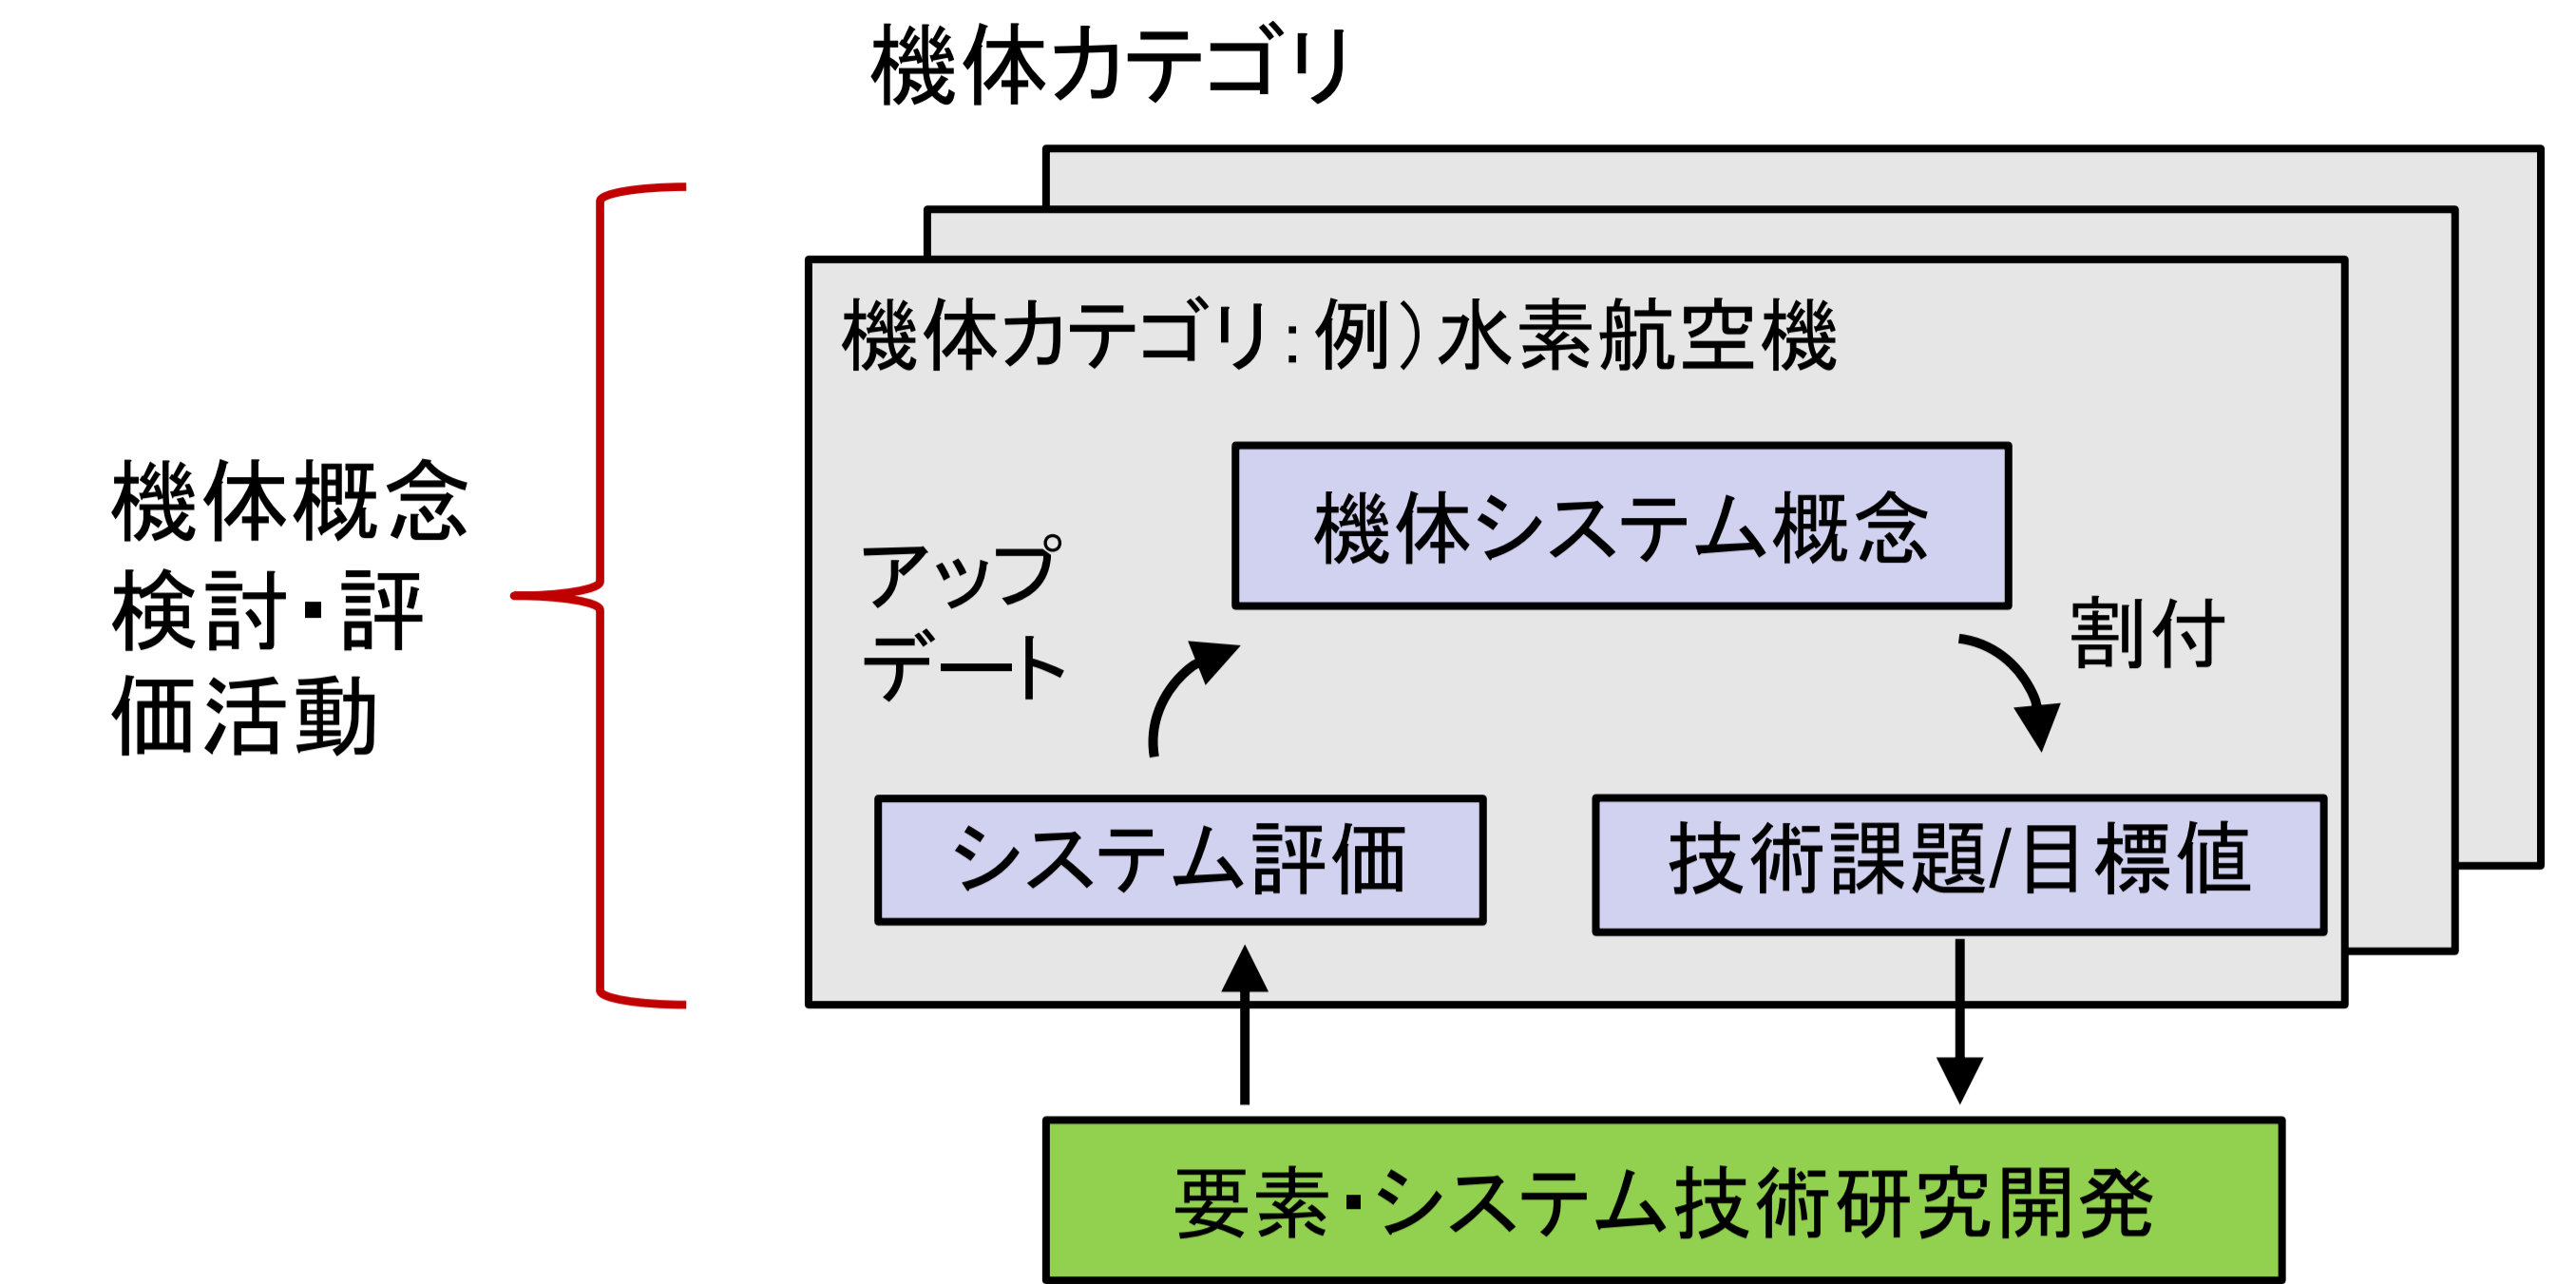 機体カテゴリ
機体カテゴリ：例）水素航空機
機体概念
検討・評
価活動
機体システム概念
アップ
デート
割付
システム評価
技術課題/目標値
要素・システム技術研究開発